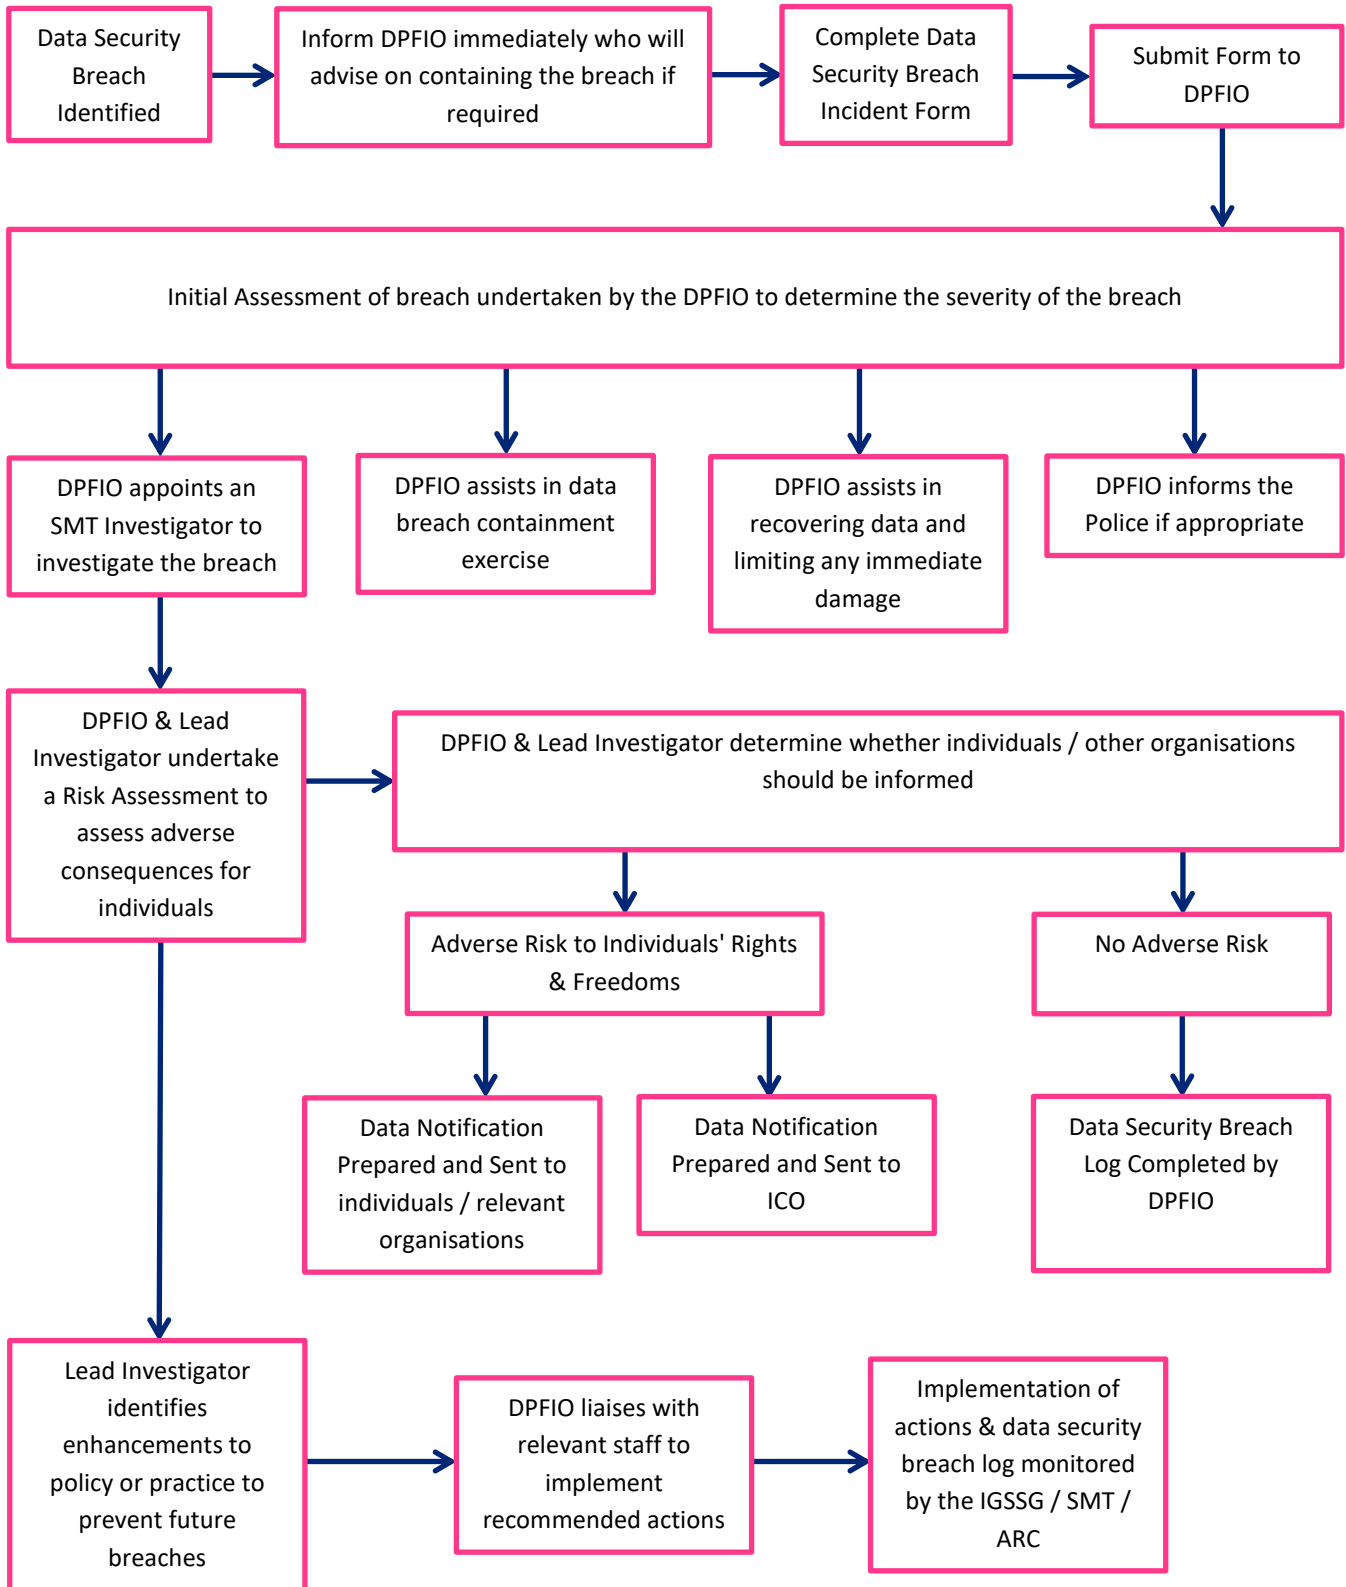 Data Security
Breach
Identified
Inform DPFIO immediately who will
advise on containing the breach if
required
Complete Data
Security Breach
Incident Form
Submit Form to
DPFIO
Initial Assessment of breach undertaken by the DPFIO to determine the severity of the breach
DPFIO appoints an
SMT Investigator to
investigate the breach
DPFIO assists in data
breach containment
exercise
DPFIO assists in
recovering data and
limiting any immediate
damage
DPFIO informs the
Police if appropriate
DPFIO & Lead
Investigator undertake
a Risk Assessment to
assess adverse
consequences for
individuals
DPFIO & Lead Investigator determine whether individuals / other organisations
should be informed
Adverse Risk to Individuals' Rights
& Freedoms
No Adverse Risk
Data Notification
Prepared and Sent to
individuals / relevant
organisations
Data Notification
Prepared and Sent to
ICO
Data Security Breach
Log Completed by
DPFIO
Lead Investigator
identifies
enhancements to
policy or practice to
prevent future
breaches
DPFIO liaises with
relevant staff to
implement
recommended actions
Implementation of
actions & data security
breach log monitored
by the IGSSG / SMT /
ARC